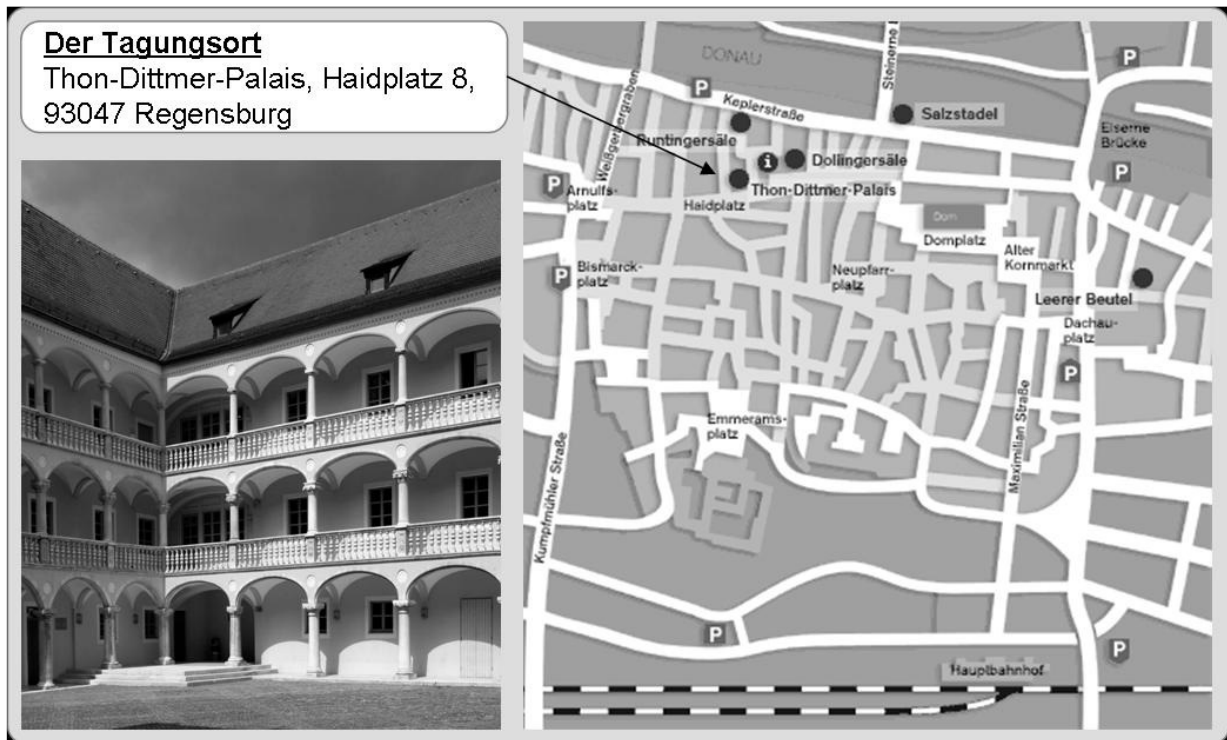 Der Tagungsort
Thon-Dittmer-Palais, Haidplatz 8,
93047 Regensburg
DONAU
Steinerne
P
P
Keplerstraße
Salzstadel
Weißgerbergraben
Runtingersäle
Eiserne
Brücke
i
Dollingersäle
P
P
Arnulfs-
platz
Thon-Dittmer-Palais
Haidplatz
Dom
Domplatz
Alter
Kornmarkt
P
Bismarck-
platz
Neupfarr-
platz
Leerer Beutel
Dachau-
platz
P
Emmerams-
platz
Maximilian Straße
Kumpfmühler Straße
P
P
Hauptbahnhof